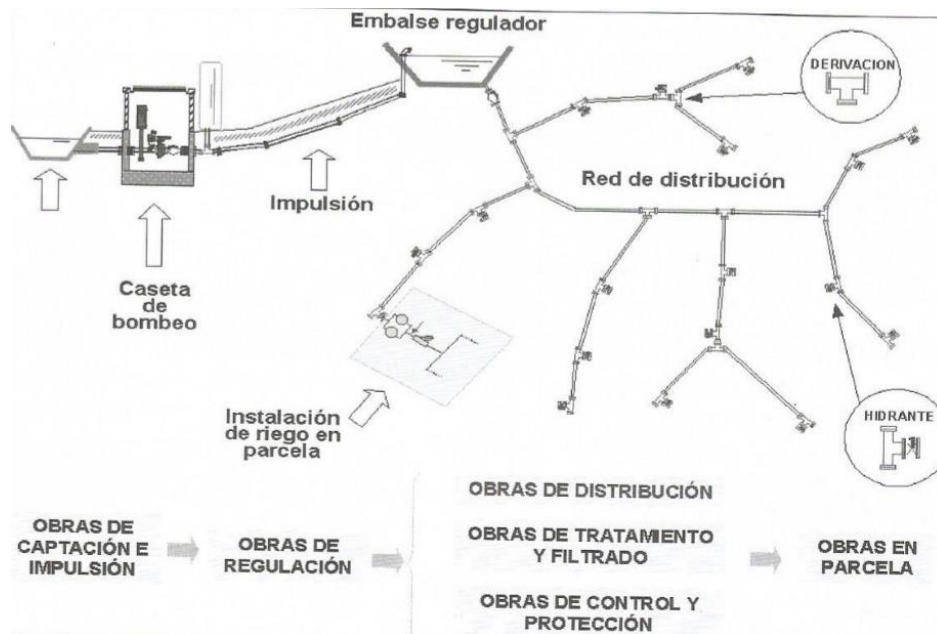 Embalse regulador
DERIVACION
Red de distribución
Impulsión
Caseta
de
bombeo
Instalación
de riego en
parcela
HIDRANTE
OBRAS DE
CAPTACIÓN E
IMPULSIÓN
OBRAS DE
REGULACIÓN
OBRAS DE DISTRIBUCIÓN
OBRAS DE TRATAMIENTO
Y FILTRADO
OBRAS DE CONTROL Y
PROTECCIÓN
OBRAS EN
PARCELA